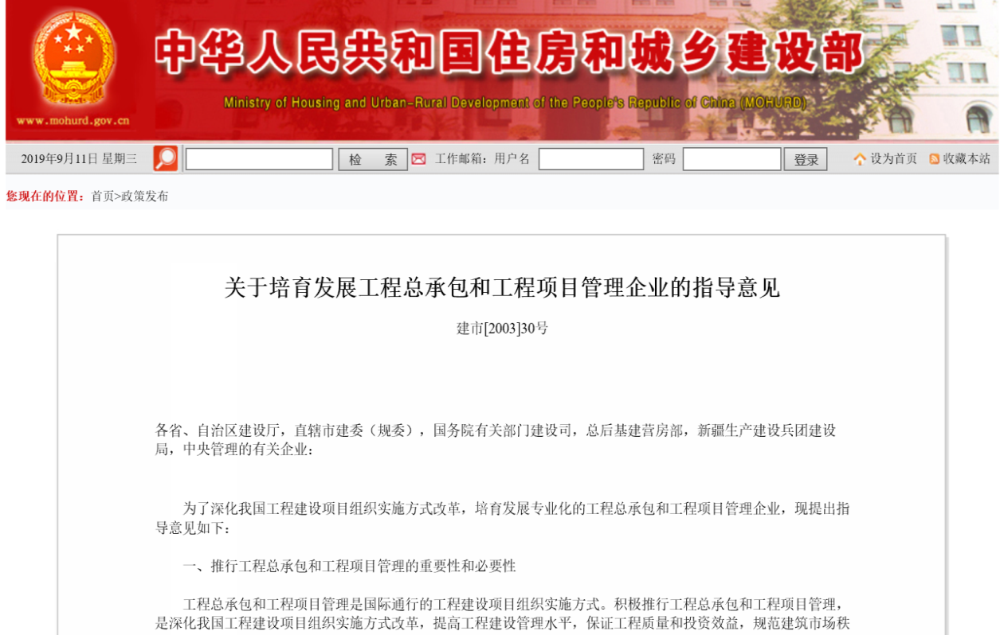 中华人民共和国住房和城乡建设部
Ministry of Housing and Urban-Rural Development of the People's Republic of China (MOHURD)
www.mohurd.gov.cn
2019年9月11日 星期三 检 索 工作邮箱：用户名 密码 登录 设为首页 收藏本站
您现在的位置：首页>政策发布
关于培育发展工程总承包和工程项目管理企业的指导意见
建市[2003]30号
各省、自治区建设厅，直辖市建委（规委），国务院有关部门建设司，总后基建营房部，新疆生产建设兵团建设
局，中央管理的有关企业：
为了深化我国工程建设项目组织实施方式改革，培育发展专业化的工程总承包和工程项目管理企业，现提出指
导意见如下：
一、推行工程总承包和工程项目管理的重要性和必要性
工程总承包和工程项目管理是国际通行的工程建设项目组织实施方式。积极推行工程总承包和工程项目管理，
是深化我国工程建设项目组织实施方式改革，提高工程建设管理水平，保证工程质量和投资效益，规范建筑市场秩